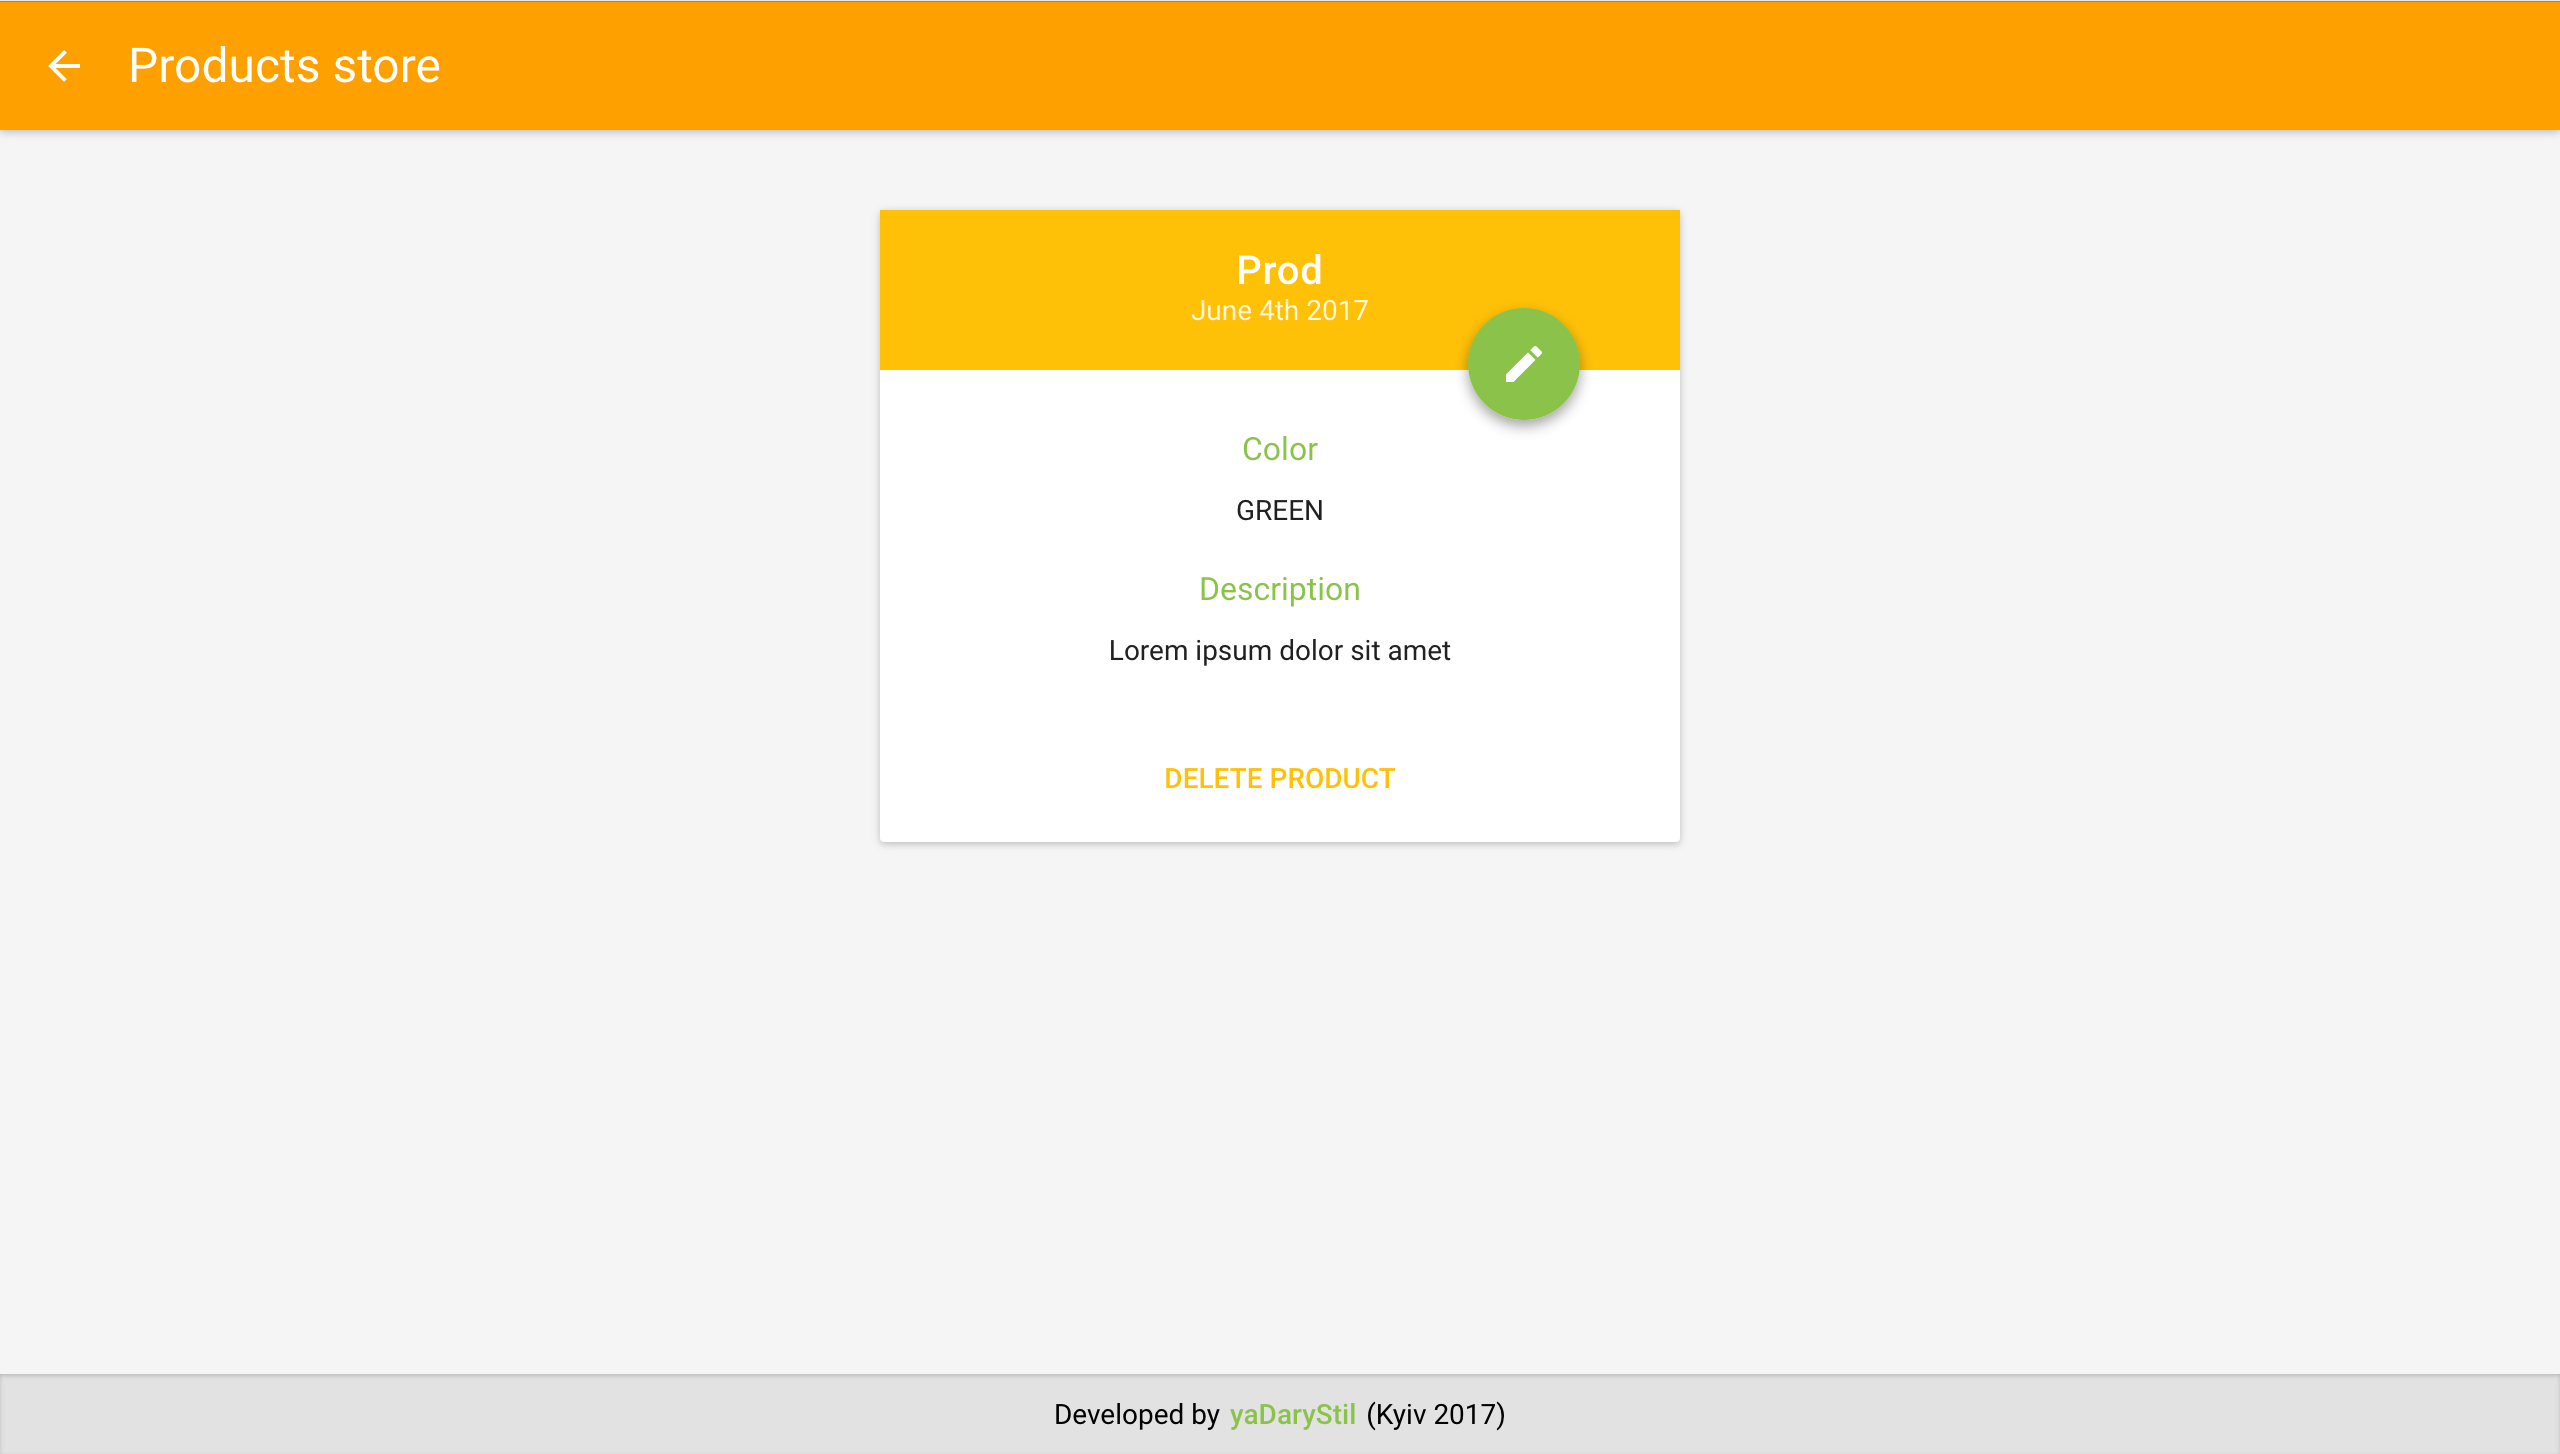 Products store
Prod
June 4th 2017
Color
GREEN
Description
Lorem ipsum dolor sit amet
DELETE PRODUCT
Developed by yaDaryStil (Kyiv 2017)